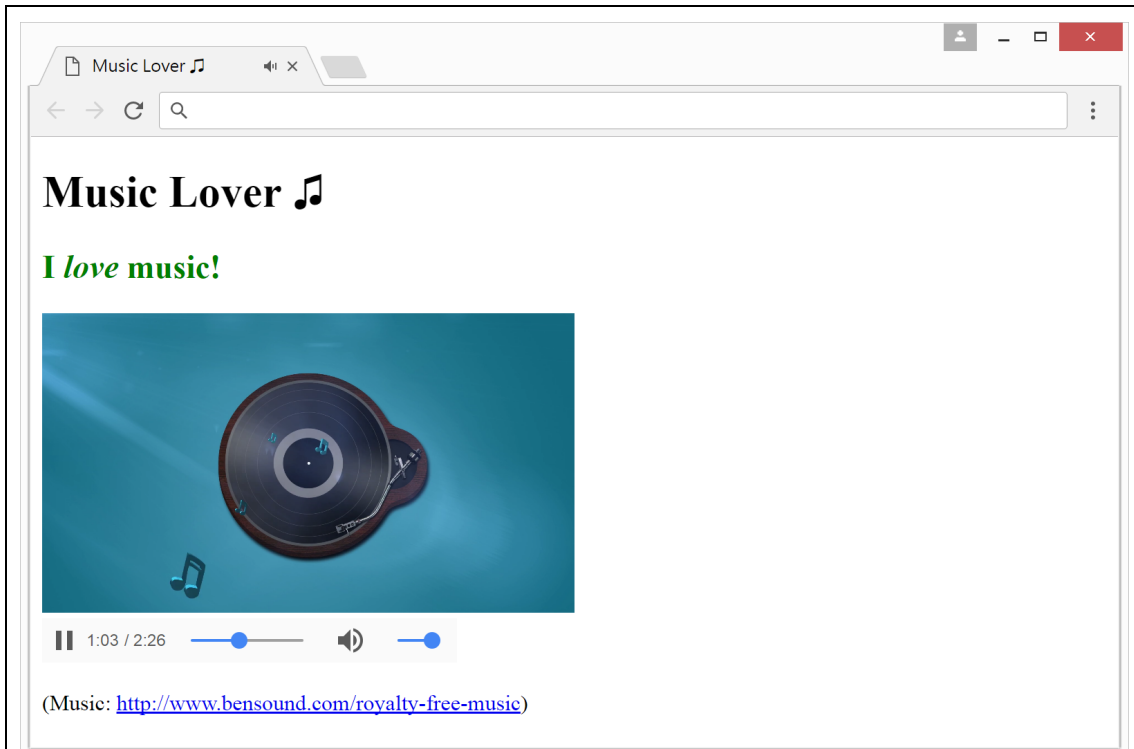 Music Lover ♫
Music Lover ♫
I love music!
1:03 / 2:26
(Music: http://www.bensound.com/royalty-free-music)